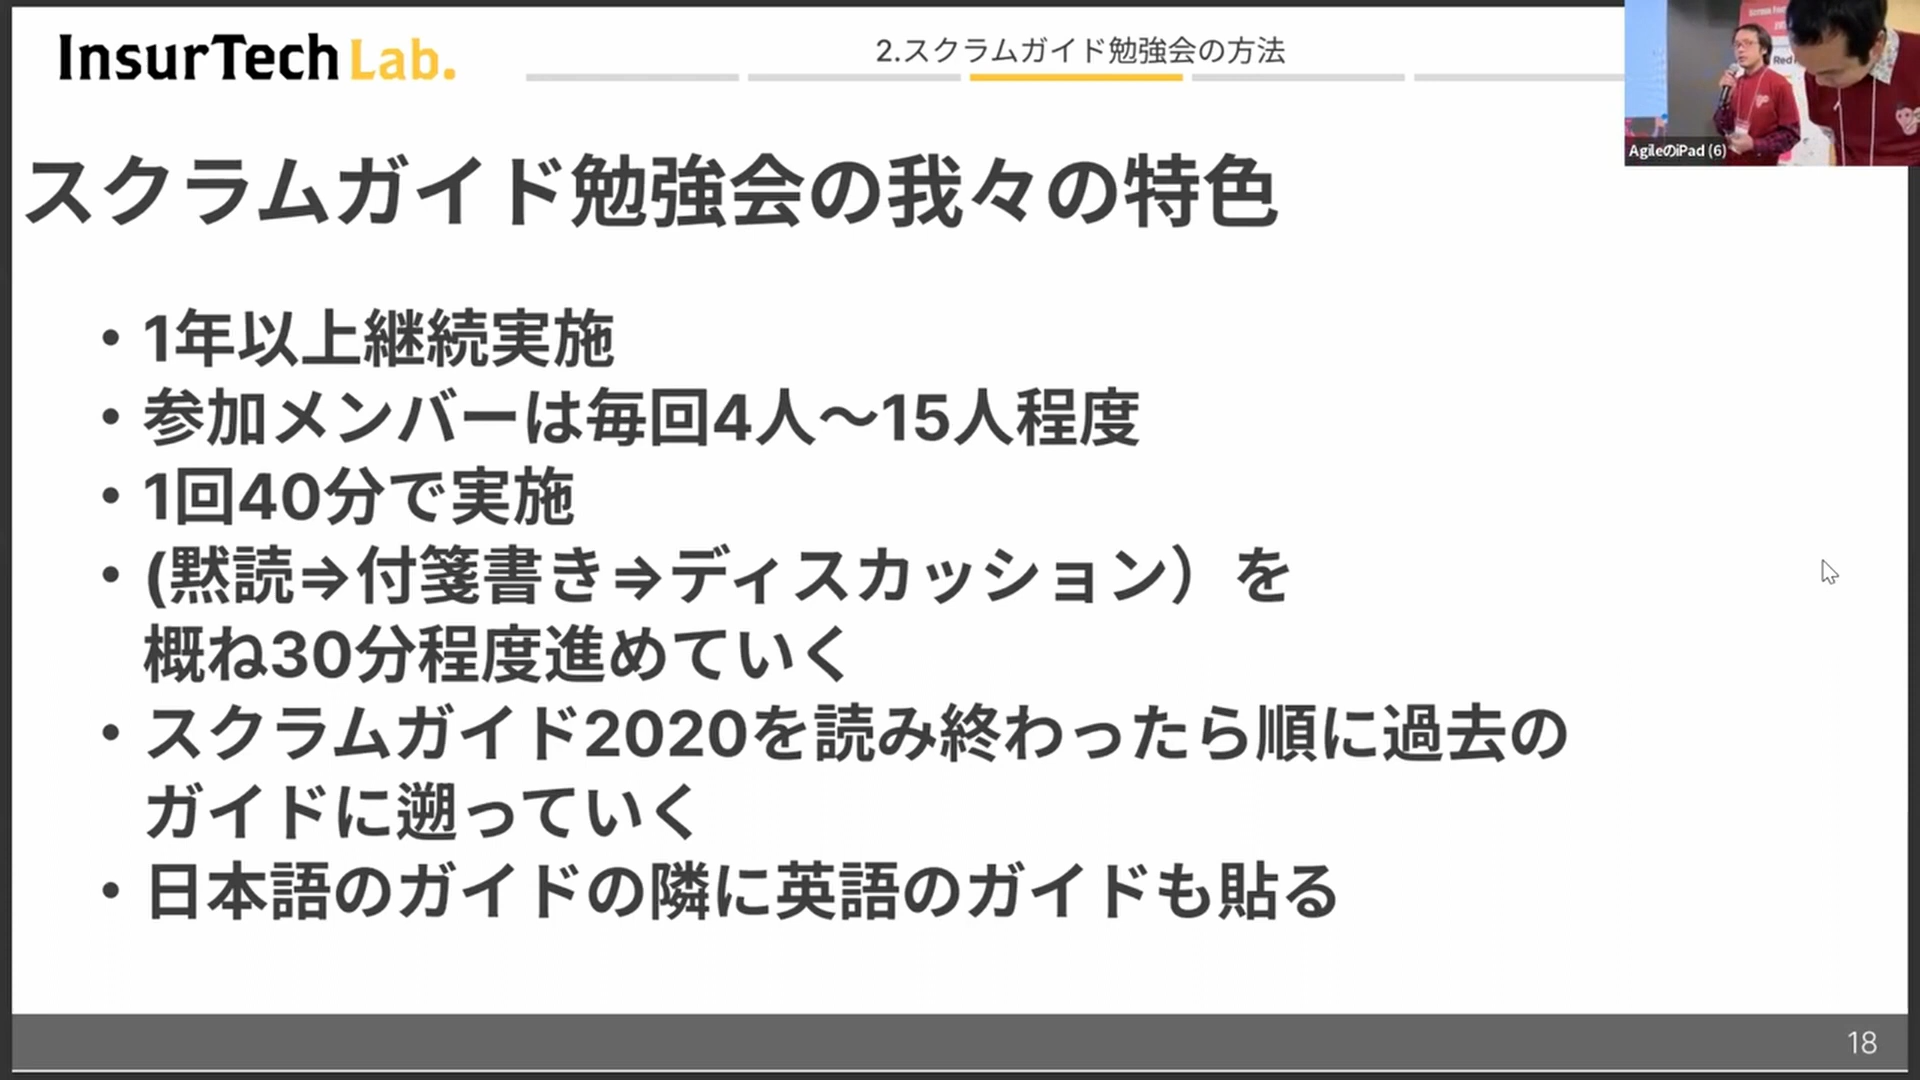 InsurTech Lab.
2.スクラムガイド勉強会の方法
スクラムガイド勉強会の我々の特色
・1年以上継続実施
・参加メンバーは毎回4人～15人程度
・1回40分で実施
・(黙読⇒付箋書き⇒ディスカッション）を
概ね30分程度進めていく
・スクラムガイド2020を読み終わったら順に過去の
ガイドに遡っていく
・日本語のガイドの隣に英語のガイドも貼る
18
Red
AgileのiPad (6)